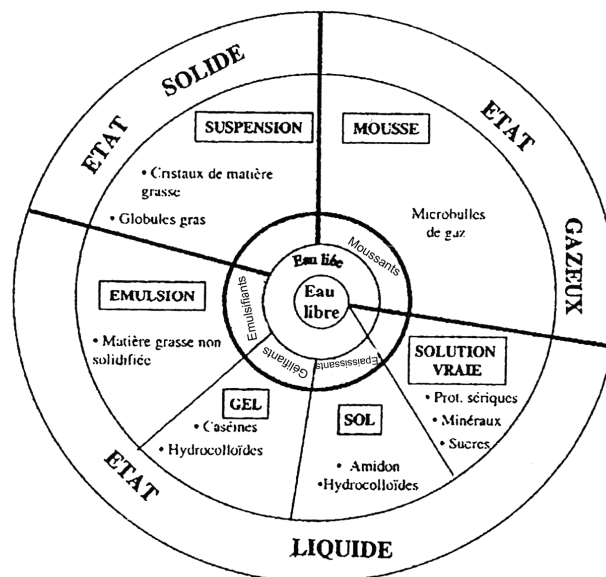 ETAT SOLIDE
ETAT GAZEUX
SUSPENSION
MOUSSE
• Cristaux de matière
grasse
• Globules gras
Microbulles
de gaz
Moussants
Eau liée
Eau
libre
Emulsifiants
Gélifiants
Epaississants
EMULSION
• Matière grasse non
solidifiée
SOLUTION
VRAIE
• Prot. sériques
• Minéraux
• Sucres
GEL
• Caséines
• Hydrocolloïdes
SOL
• Amidon
•Hydrocolloïdes
ETAT LIQUIDE